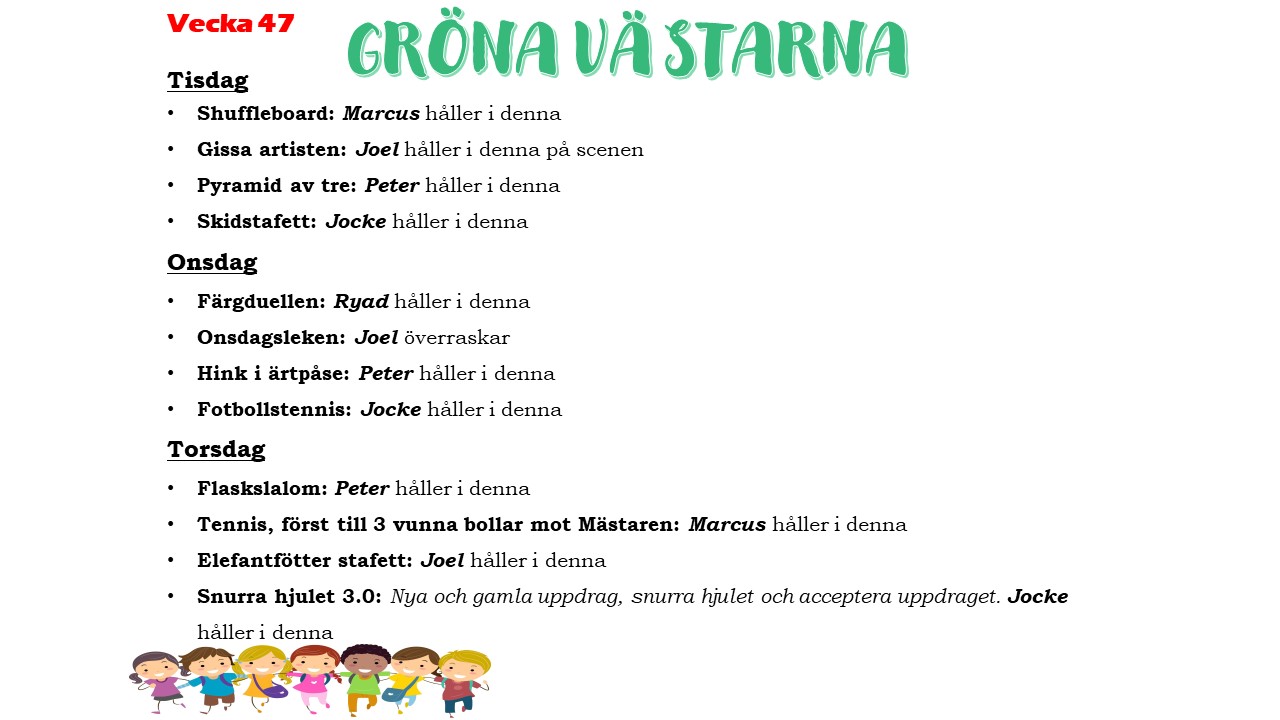 Vecka 47
GRÖNA VÄSTARNA
Tisdag
• Shuffleboard: Marcus håller i denna
• Gissa artisten: Joel håller i denna på scenen
• Pyramid av tre: Peter håller i denna
• Skidstafett: Jocke håller i denna
Onsdag
• Färgduellen: Ryad håller i denna
• Onsdagsleken: Joel överraskar
• Hink i ärtpåse: Peter håller i denna
• Fotbollstennis: Jocke håller i denna
Torsdag
• Flaskslalom: Peter håller i denna
• Tennis, först till 3 vunna bollar mot Mästaren: Marcus håller i denna
• Elefantfötter stafett: Joel håller i denna
• Snurra hjulet 3.0: Nya och gamla uppdrag, snurra hjulet och acceptera uppdraget. Jocke
håller i denna